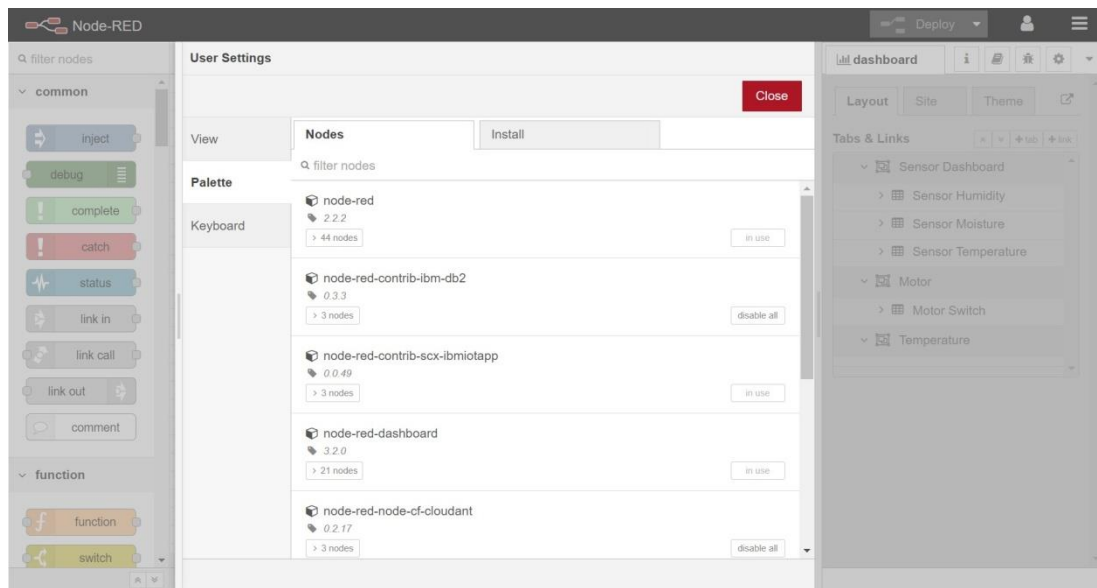 Node-RED
Deploy
filter nodes
common
inject
debug
complete
catch
status
link in
link call
link out
comment
function
function
switch
User Settings
Close
View
Palette
Keyboard
Nodes
Install
filter nodes
node-red
2.2.2
> 44 nodes
in use
node-red-contrib-ibm-db2
0.3.3
> 3 nodes
disable all
node-red-contrib-scx-ibmiotapp
0.0.49
> 3 nodes
in use
node-red-dashboard
3.2.0
> 21 nodes
in use
node-red-node-cf-cloudant
0.2.17
> 3 nodes
disable all
dashboard
i
Layout
Site
Theme
Tabs & Links
+ tab
+ link
Sensor Dashboard
Sensor Humidity
Sensor Moisture
Sensor Temperature
Motor
Motor Switch
Temperature